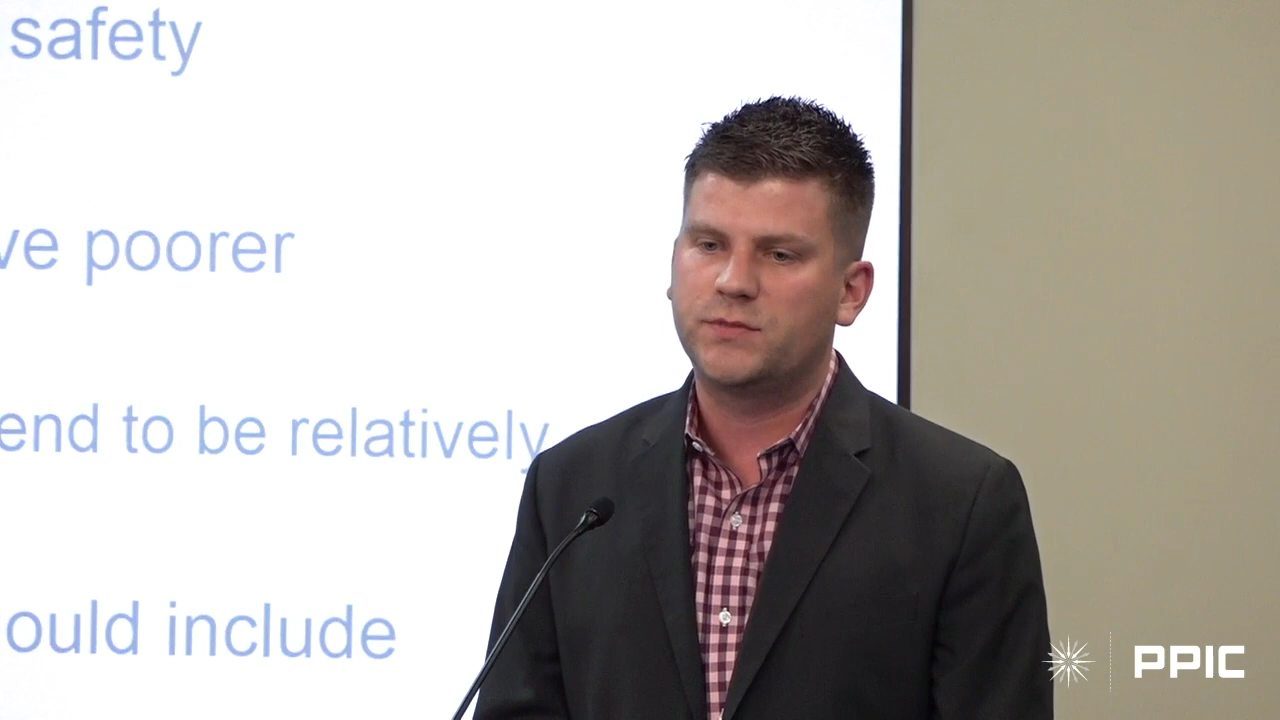 safety
ve poorer
end to be relatively
ould include
PPIC